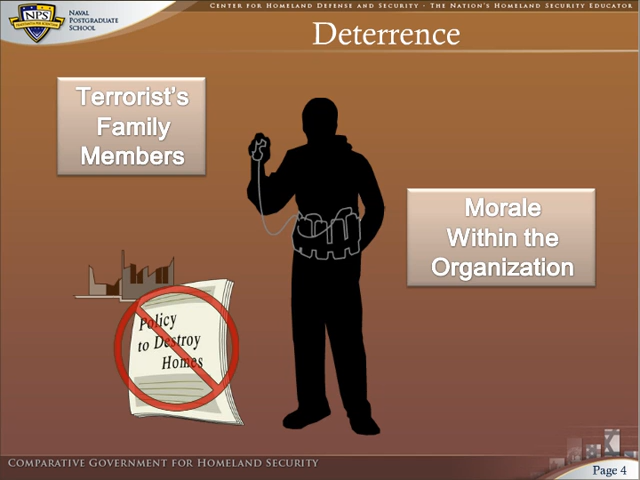 CENTER FOR HOMELAND DEFENSE AND SECURITY · THE NATION'S HOMELAND SECURITY EDUCATOR
NPS
NAVAL
POSTGRADUATE
SCHOOL
Deterrence
Terrorist's
Family
Members
Morale
Within the
Organization
Policy
to Destroy
Homes
COMPARATIVE GOVERNMENT FOR HOMELAND SECURITY
Page 4